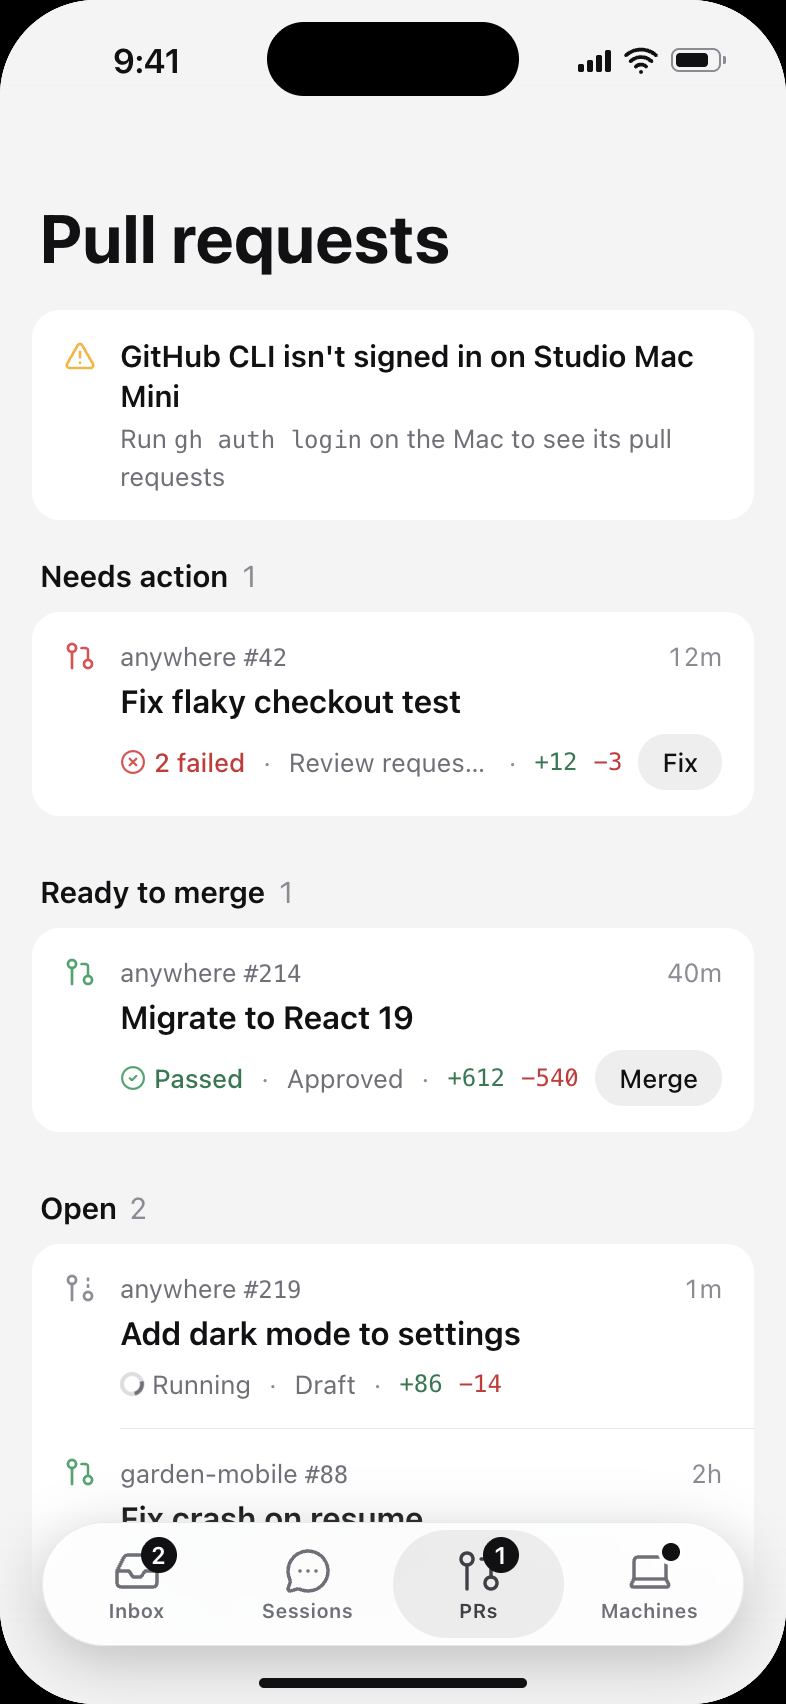 9:41
Pull requests
GitHub CLI isn't signed in on Studio Mac
Mini
Run gh auth login on the Mac to see its pull
requests
Needs action 1
anywhere #42 12m
Fix flaky checkout test
2 failed · Review reques... · +12 −3 Fix
Ready to merge 1
anywhere #214 40m
Migrate to React 19
Passed · Approved · +612 −540 Merge
Open 2
anywhere #219 1m
Add dark mode to settings
Running · Draft · +86 −14
garden-mobile #88 2h
Fix crash on resume
2 1
Inbox Sessions PRs Machines